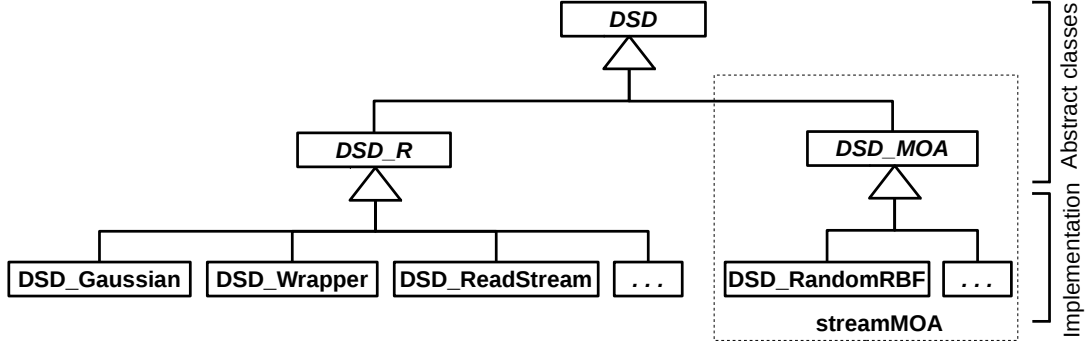 DSD
Abstract classes
DSD_R
DSD_MOA
Implementation
DSD_Gaussian
DSD_Wrapper
DSD_ReadStream
...
DSD_RandomRBF
...
streamMOA